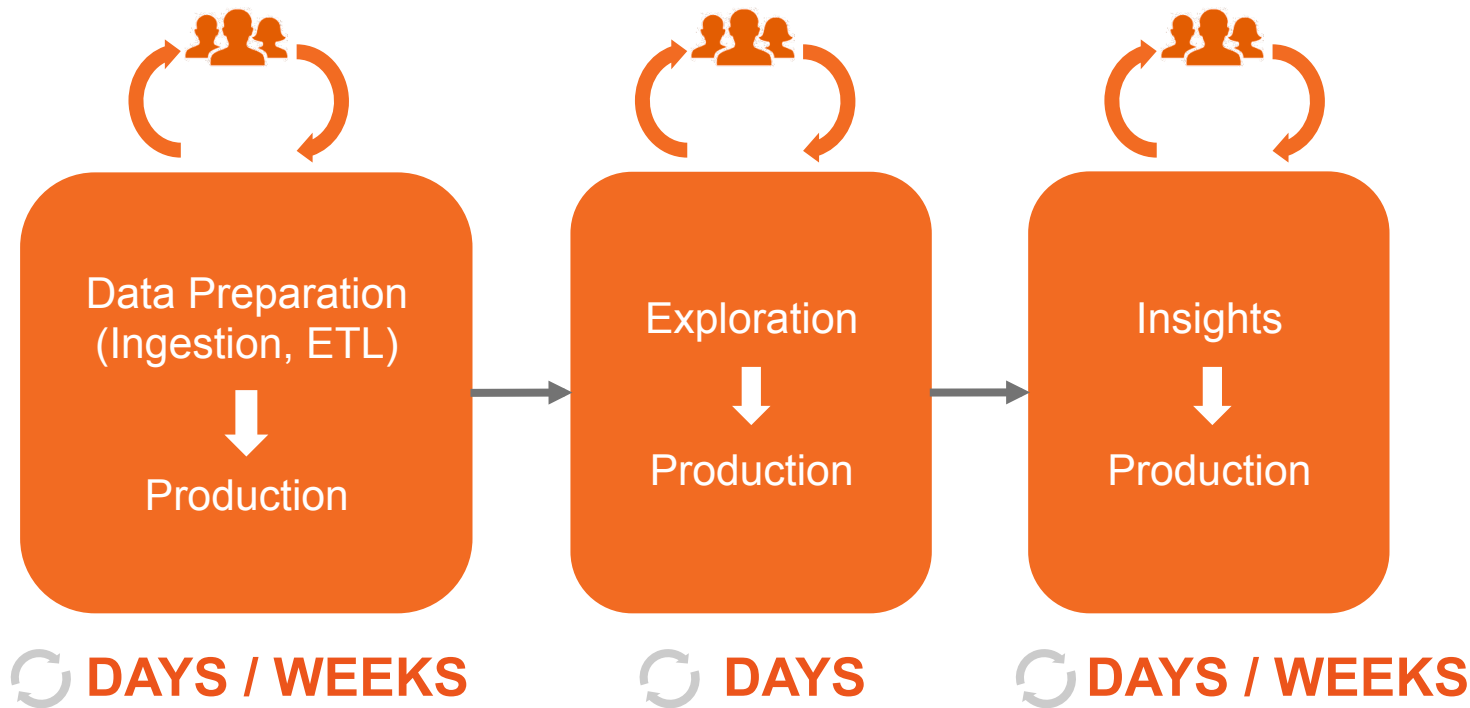 Data Preparation
(Ingestion, ETL)
Production
Exploration
Production
Insights
Production
DAYS / WEEKS
DAYS
DAYS / WEEKS